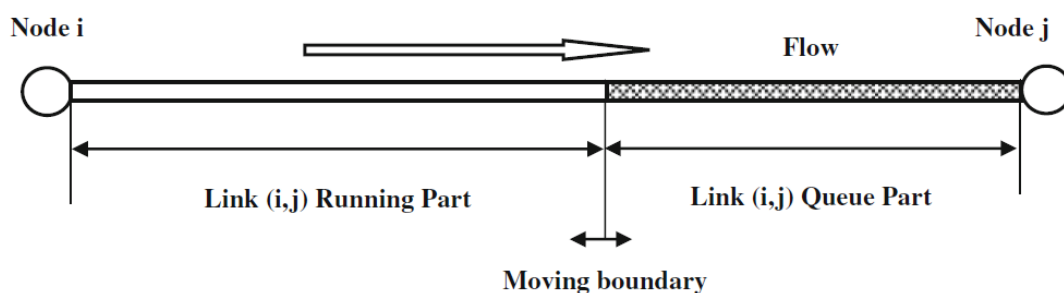 Node i
Flow
Node j
Link (i,j) Running Part
Link (i,j) Queue Part
Moving boundary